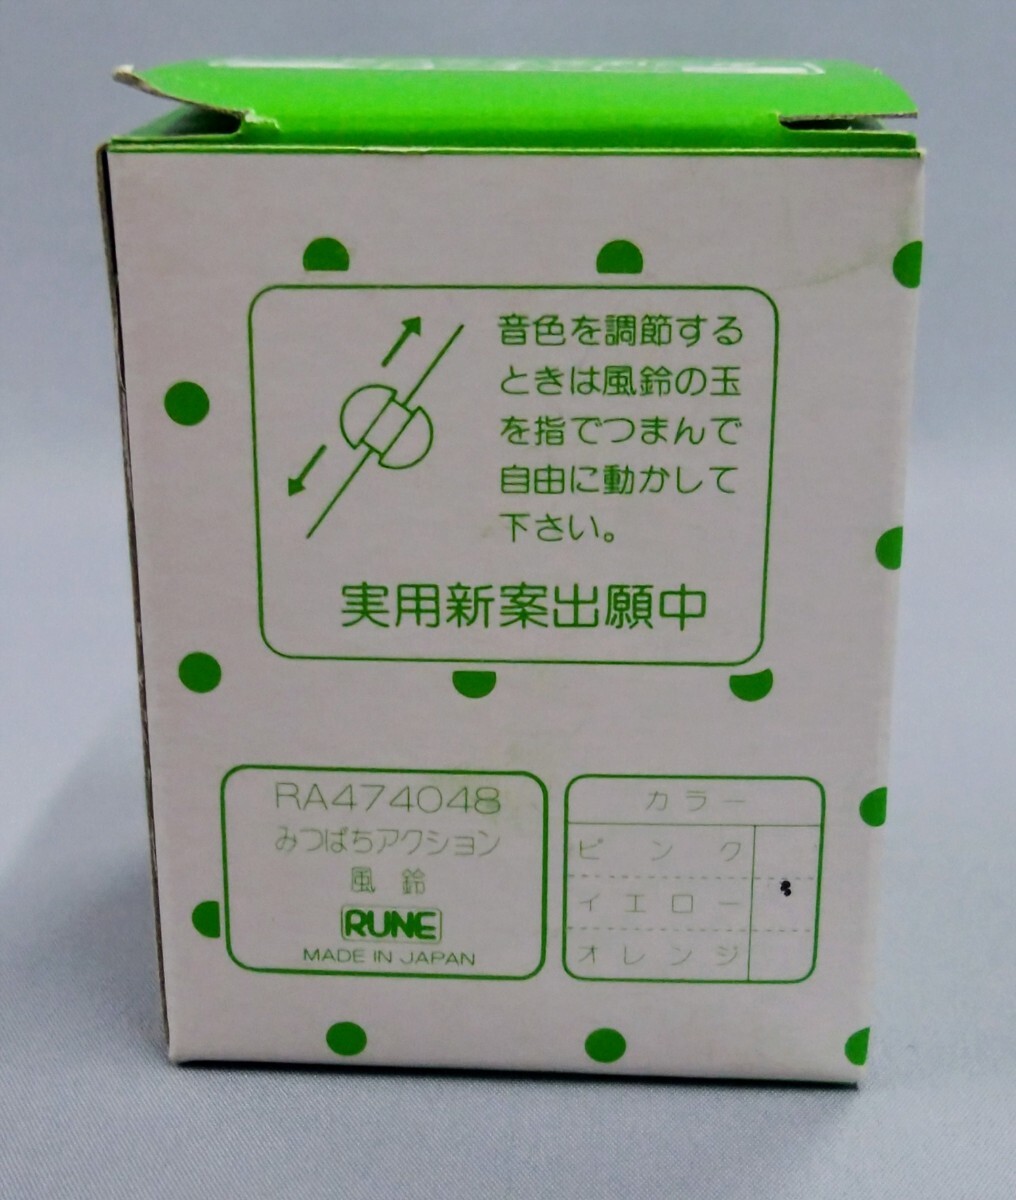 音色を調節する
ときは風鈴の玉
を指でつまんで
自由に動かして
下さい。
実用新案出願中
RA474048
みつばちアクション
風鈴
RUNE
MADE IN JAPAN
カラー
ピンク
イエロー
オレンジ